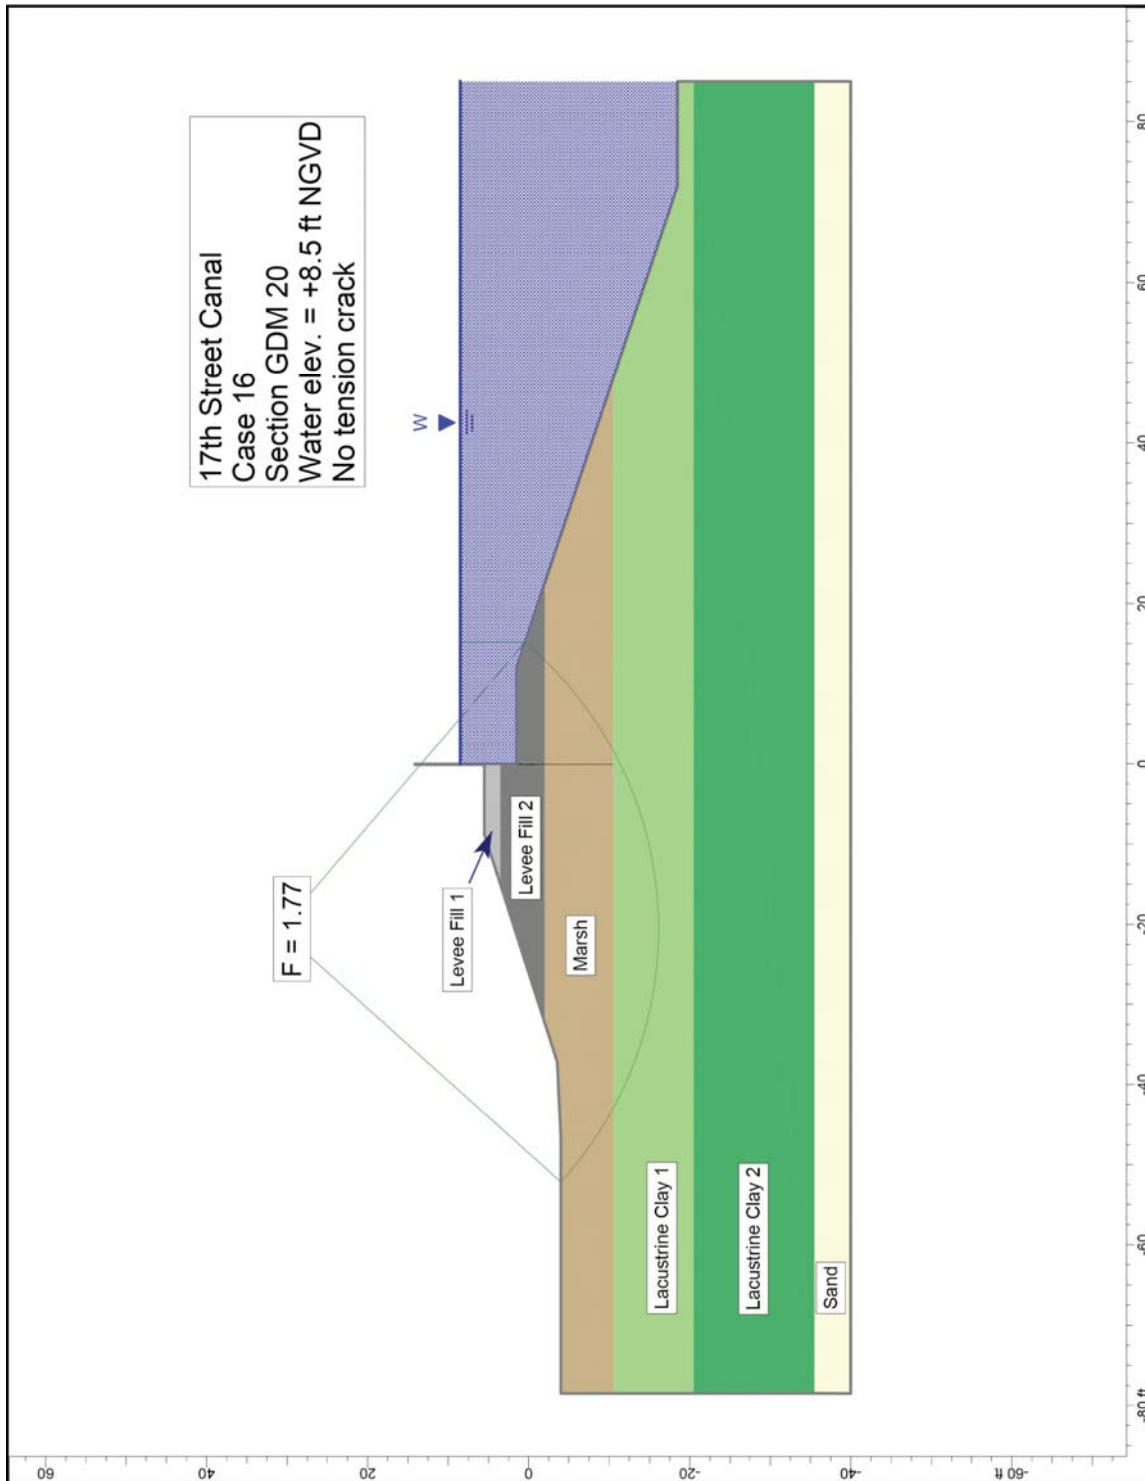 17th Street Canal
Case 16
Section GDM 20
Water elev. = +8.5 ft NGVD
No tension crack
F = 1.77
W
Levee Fill 1
Levee Fill 2
Marsh
Lacustrine Clay 1
Lacustrine Clay 2
Sand
60
40
20
0
-20
-40
-60 ft
-80 ft
-60
-40
-20
0
20
40
60
80